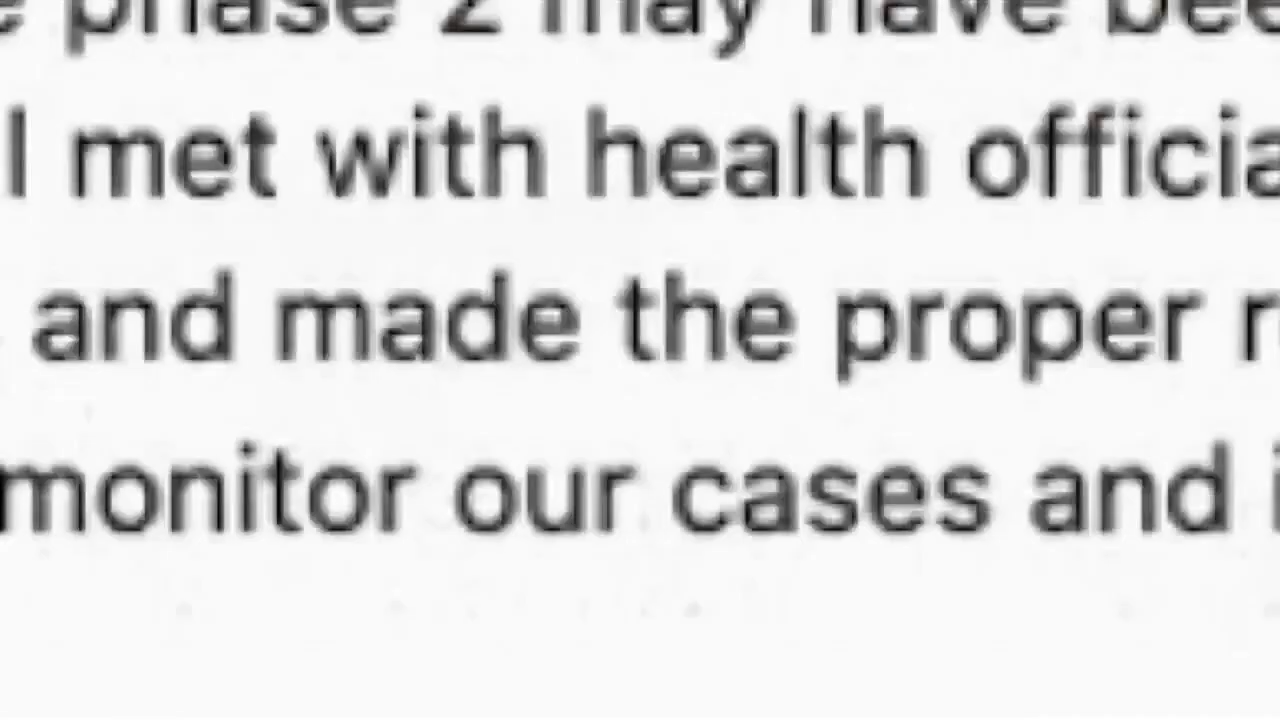 phase 2 may have bee
I met with health officia
and made the proper r
monitor our cases and i